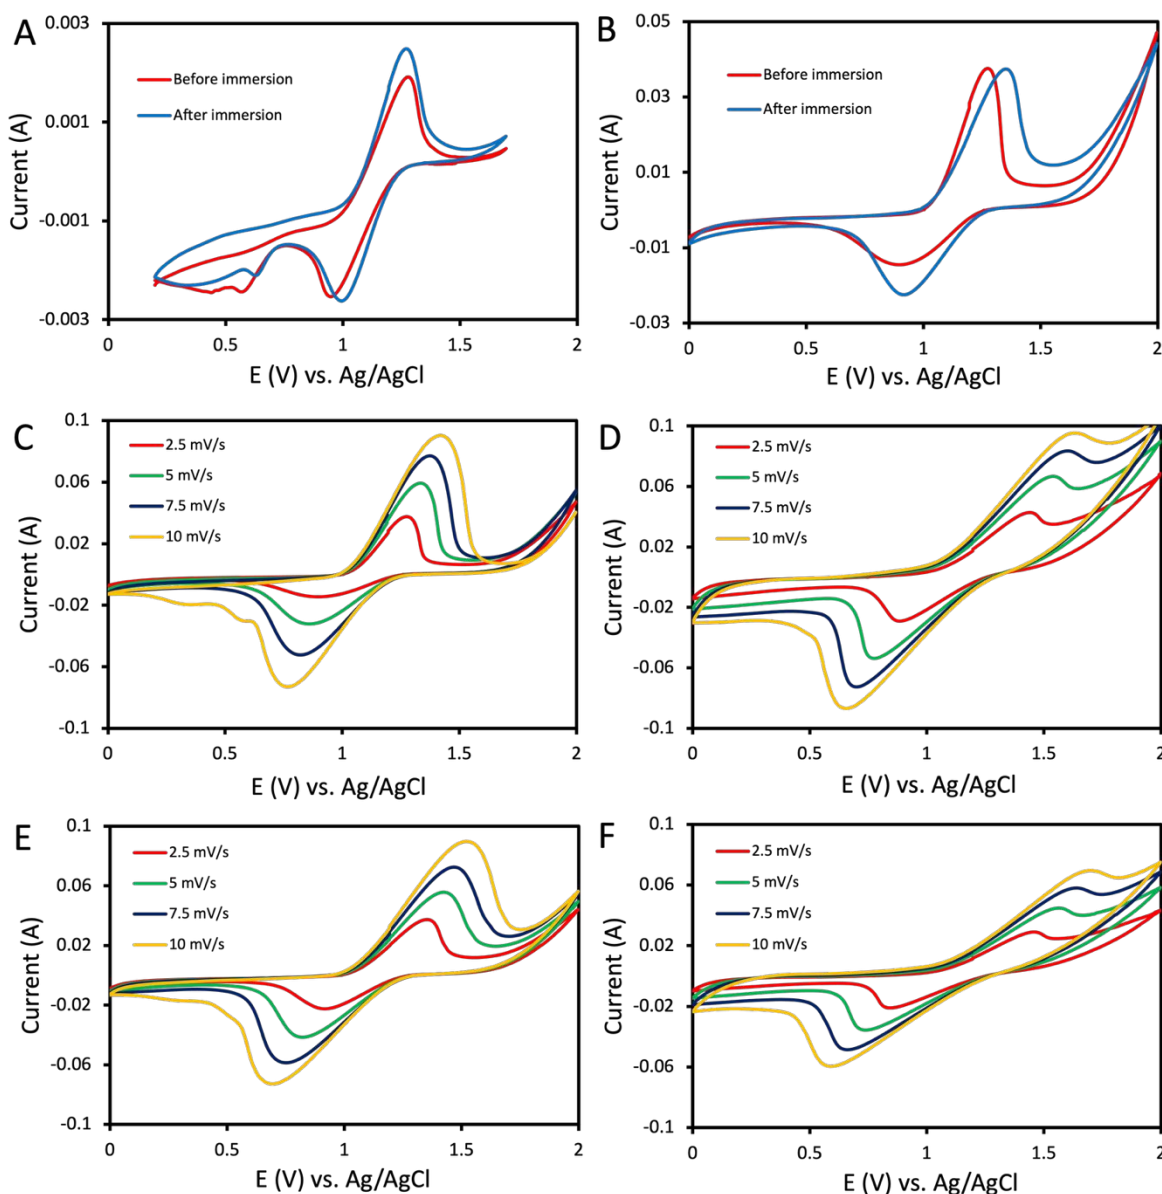 A
0.003
0.001
-0.001
-0.003
Current (A)
Before immersion
After immersion
0
0.5
1
1.5
2
E (V) vs. Ag/AgCl
B
0.05
0.03
0.01
-0.01
-0.03
Current (A)
Before immersion
After immersion
0
0.5
1
1.5
2
E (V) vs. Ag/AgCl
C
0.1
0.06
0.02
-0.02
-0.06
-0.1
Current (A)
2.5 mV/s
5 mV/s
7.5 mV/s
10 mV/s
0
0.5
1
1.5
2
E (V) vs. Ag/AgCl
D
0.1
0.06
0.02
-0.02
-0.06
-0.1
Current (A)
2.5 mV/s
5 mV/s
7.5 mV/s
10 mV/s
0
0.5
1
1.5
2
E (V) vs. Ag/AgCl
E
0.1
0.06
0.02
-0.02
-0.06
-0.1
Current (A)
2.5 mV/s
5 mV/s
7.5 mV/s
10 mV/s
0
0.5
1
1.5
2
E (V) vs. Ag/AgCl
F
0.1
0.06
0.02
-0.02
-0.06
-0.1
Current (A)
2.5 mV/s
5 mV/s
7.5 mV/s
10 mV/s
0
0.5
1
1.5
2
E (V) vs. Ag/AgCl